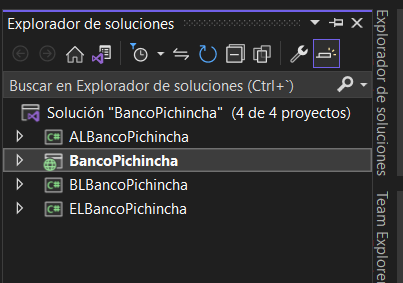 Explorador de soluciones
Buscar en Explorador de soluciones (Ctrl+`)
Solución "BancoPichincha" (4 de 4 proyectos)
C# ALBancoPichincha
BancoPichincha
C# BLBancoPichincha
C# ELBancoPichincha
Explorador de soluciones
Team Explorer